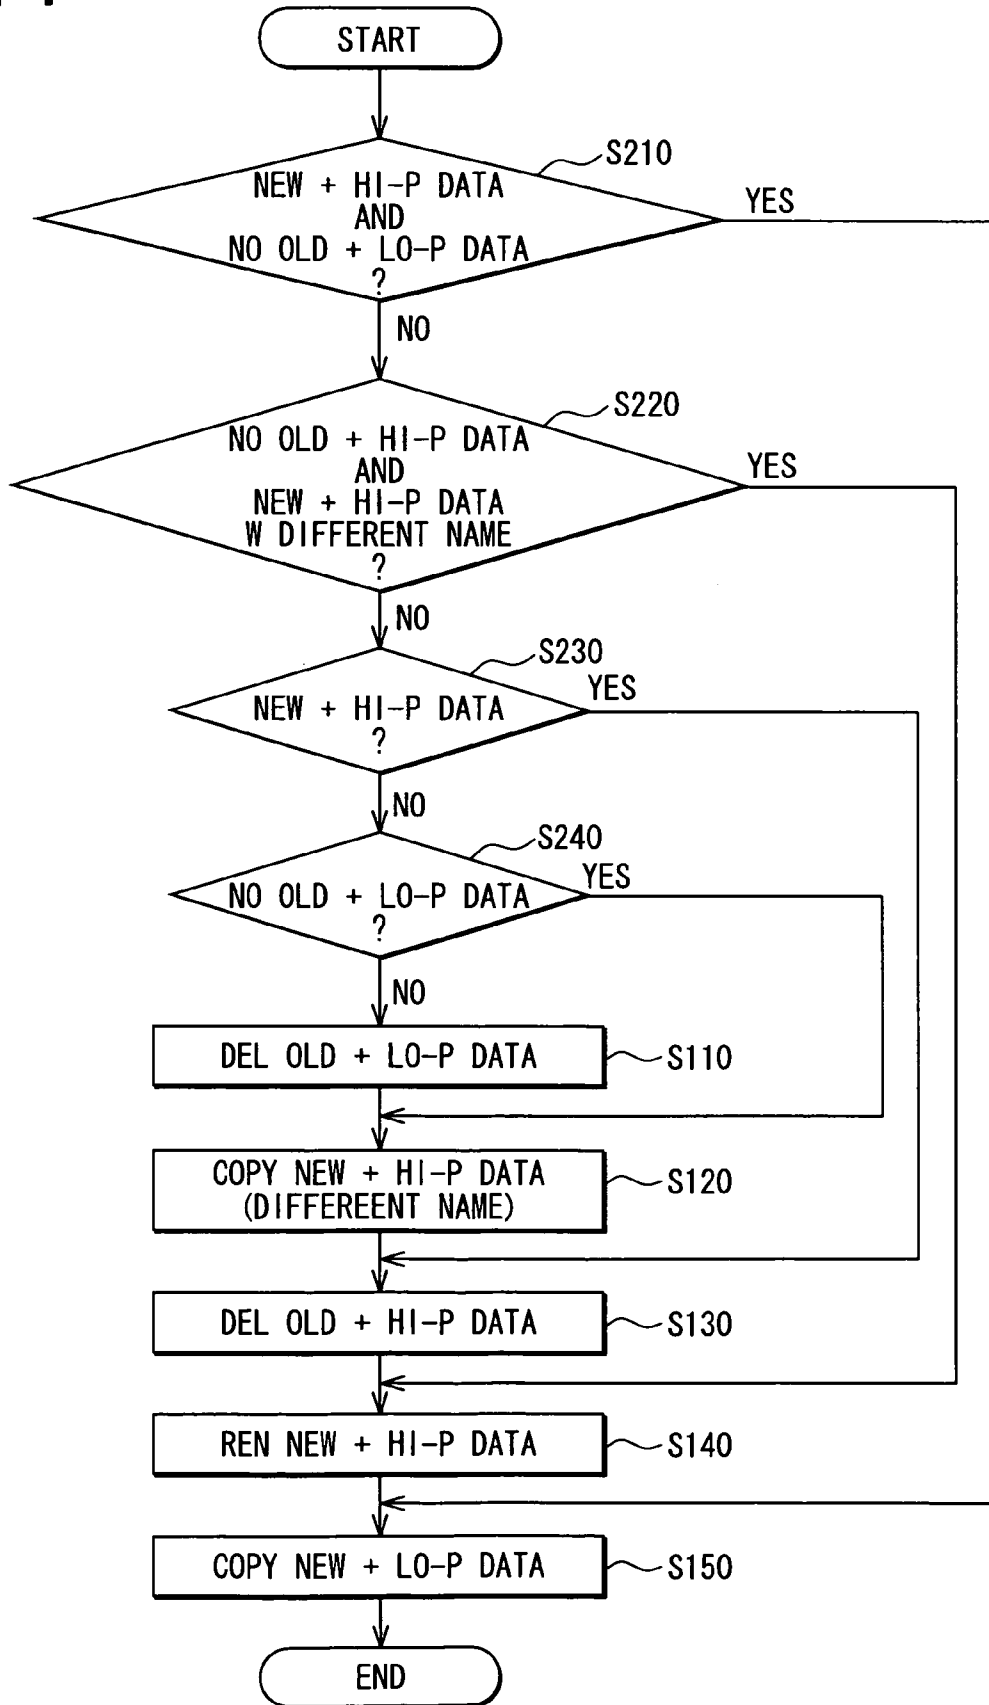 START
S210
NEW + HI-P DATA
AND
NO OLD + LO-P DATA
?
YES
NO
S220
NO OLD + HI-P DATA
AND
NEW + HI-P DATA
W DIFFERENT NAME
?
YES
NO
S230
NEW + HI-P DATA
?
YES
NO
S240
NO OLD + LO-P DATA
?
YES
NO
DEL OLD + LO-P DATA
S110
COPY NEW + HI-P DATA
(DIFFEREENT NAME)
S120
DEL OLD + HI-P DATA
S130
REN NEW + HI-P DATA
S140
COPY NEW + LO-P DATA
S150
END